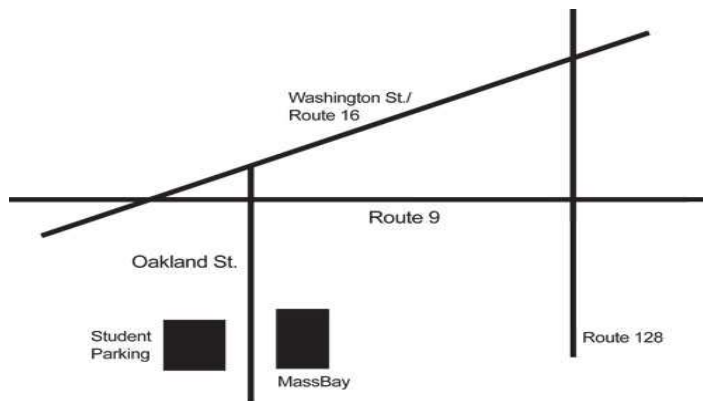 Washington St./
Route 16
Route 9
Oakland St.
Student
Parking
MassBay
Route 128